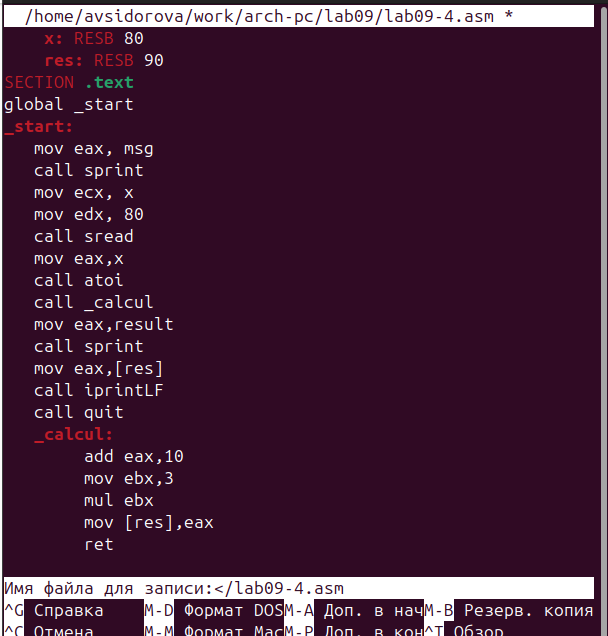 /home/avsidorova/work/arch-pc/lab09/lab09-4.asm *
x: RESB 80
res: RESB 90
SECTION .text
global _start
_start:
mov eax, msg
call sprint
mov ecx, x
mov edx, 80
call sread
mov eax,x
call atoi
call _calcul
mov eax,result
call sprint
mov eax,[res]
call iprintLF
call quit
_calcul:
add eax,10
mov ebx,3
mul ebx
mov [res],eax
ret
Имя файла для записи:</lab09-4.asm
^G Справка M-D Формат DOS M-A Доп. в нач M-B Резерв. копия
^C Отмена M-M Формат Mac M-P Доп. в кон ^T Обзор